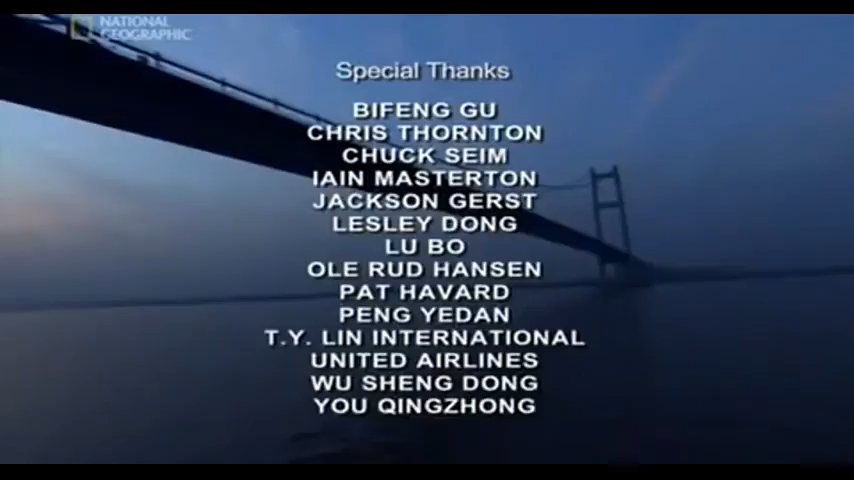 NATIONAL
GEOGRAPHIC
Special Thanks
BIFENG GU
CHRIS THORNTON
CHUCK SEIM
IAIN MASTERTON
JACKSON GERST
LESLEY DONG
LU BO
OLE RUD HANSEN
PAT HAVARD
PENG YEDAN
T.Y. LIN INTERNATIONAL
UNITED AIRLINES
WU SHENG DONG
YOU QINGZHONG